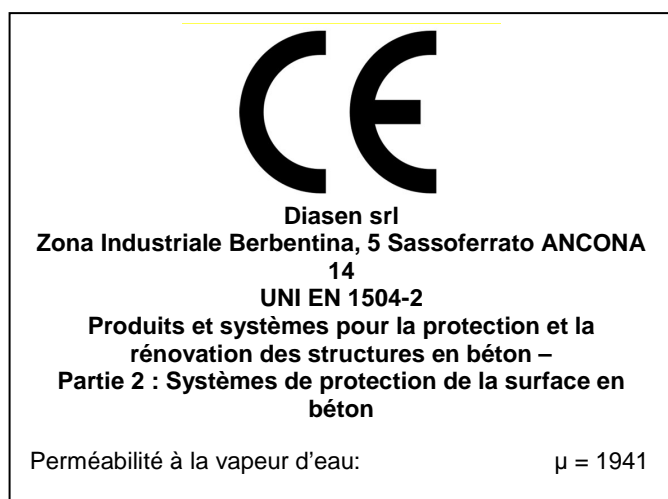 CE
Diasen srl
Zona Industriale Berbentina, 5 Sassoferrato ANCONA
14
UNI EN 1504-2
Produits et systèmes pour la protection et la
rénovation des structures en béton –
Partie 2 : Systèmes de protection de la surface en
béton
Perméabilité à la vapeur d'eau: μ = 1941